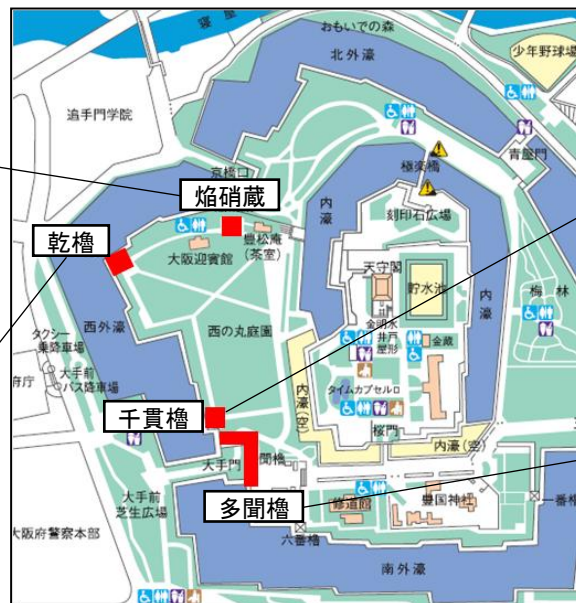 寝屋
おもいでの森
少年野球場
北外濠
追手門学院
京橋口
青屋門
極楽橋
焔硝蔵
内濠
刻印石広場
乾櫓
豊松庵
(茶室)
大阪迎賓館
天守閣
貯水池
内濠
梅林
西外濠
西の丸庭園
金明水
井戸
屋形
金蔵
タクシー
乗降車場
大手前
バス降車場
府庁
内濠(空)
タイムカプセル
千貫櫓
桜門
内濠(空)
大手門
多聞櫓
大手前
芝生広場
修道館
豊国神社
一番櫓
大阪府警察本部
六番櫓
南外濠